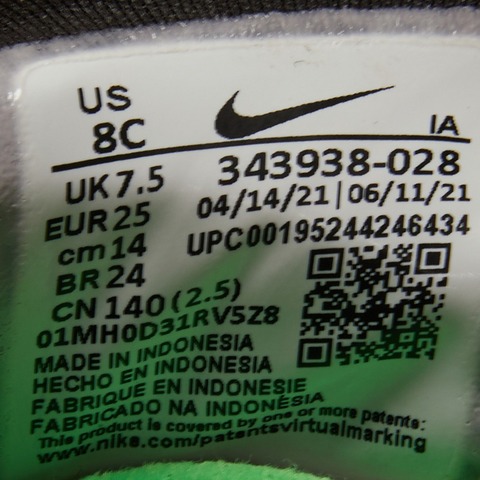 US
8C
IA
343938-028
UK 7.5
04/14/21 | 06/11/21
EUR 25
UPC00195244246434
cm 14
BR 24
CN 140 (2.5)
01MH0D31RV5Z8
MADE IN INDONESIA
HECHO EN INDONESIA
FABRIQUE EN INDONESIE
FABRICADO NA INDONÉSIA
This product is covered by one or more patents:
www.nike.com/patentsvirtualmarking